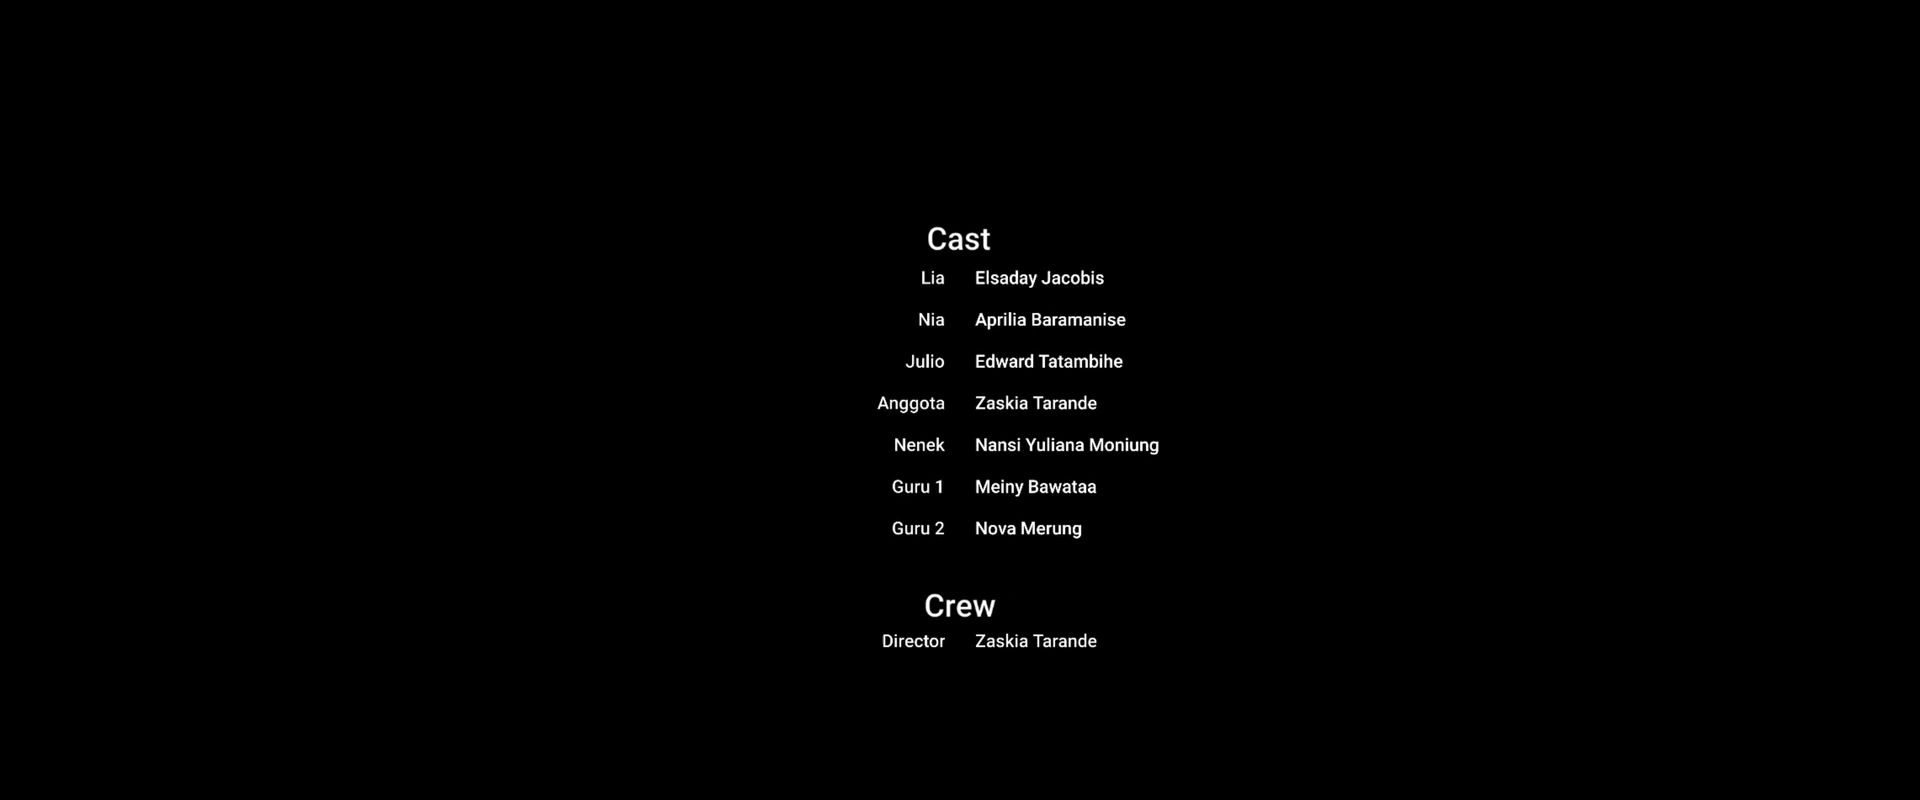 Cast
Lia Elsaday Jacobis
Nia Aprilia Baramanise
Julio Edward Tatambihe
Anggota Zaskia Tarande
Nenek Nansi Yuliana Moniung
Guru 1 Meiny Bawataa
Guru 2 Nova Merung
Crew
Director Zaskia Tarande